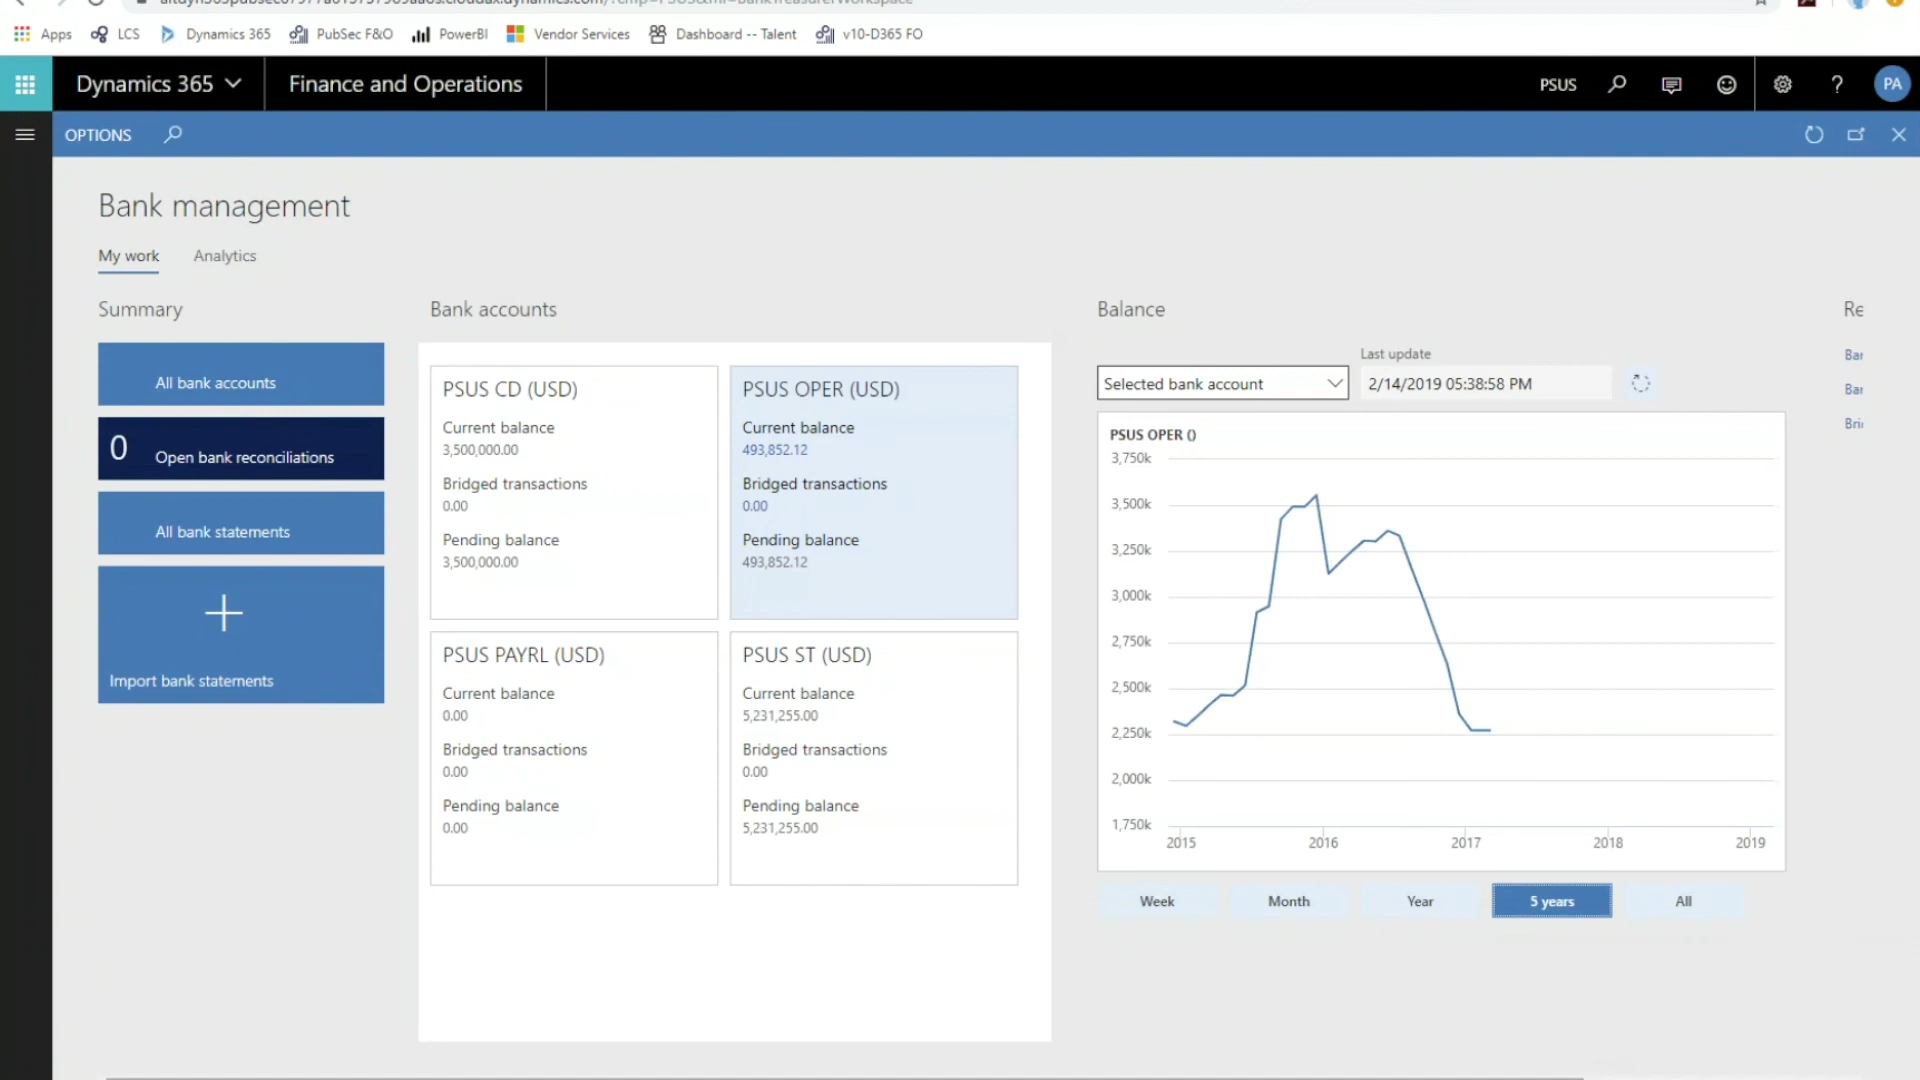 Apps LCS Dynamics 365 PubSec F&O PowerBI Vendor Services Dashboard -- Talent v10-D365 FO
Dynamics 365 Finance and Operations PSUS ? PA
OPTIONS
Bank management
My work Analytics
Summary
All bank accounts
0 Open bank reconciliations
All bank statements
Import bank statements
Bank accounts
PSUS CD (USD)
Current balance
3,500,000.00
Bridged transactions
0.00
Pending balance
3,500,000.00
PSUS OPER (USD)
Current balance
493,852.12
Bridged transactions
0.00
Pending balance
493,852.12
PSUS PAYRL (USD)
Current balance
0.00
Bridged transactions
0.00
Pending balance
0.00
PSUS ST (USD)
Current balance
5,231,255.00
Bridged transactions
0.00
Pending balance
5,231,255.00
Balance
Last update
Selected bank account 2/14/2019 05:38:58 PM
PSUS OPER ()
3,750k
3,500k
3,250k
3,000k
2,750k
2,500k
2,250k
2,000k
1,750k
2015 2016 2017 2018 2019
Week Month Year 5 years All
Re
Bar
Bar
Bri